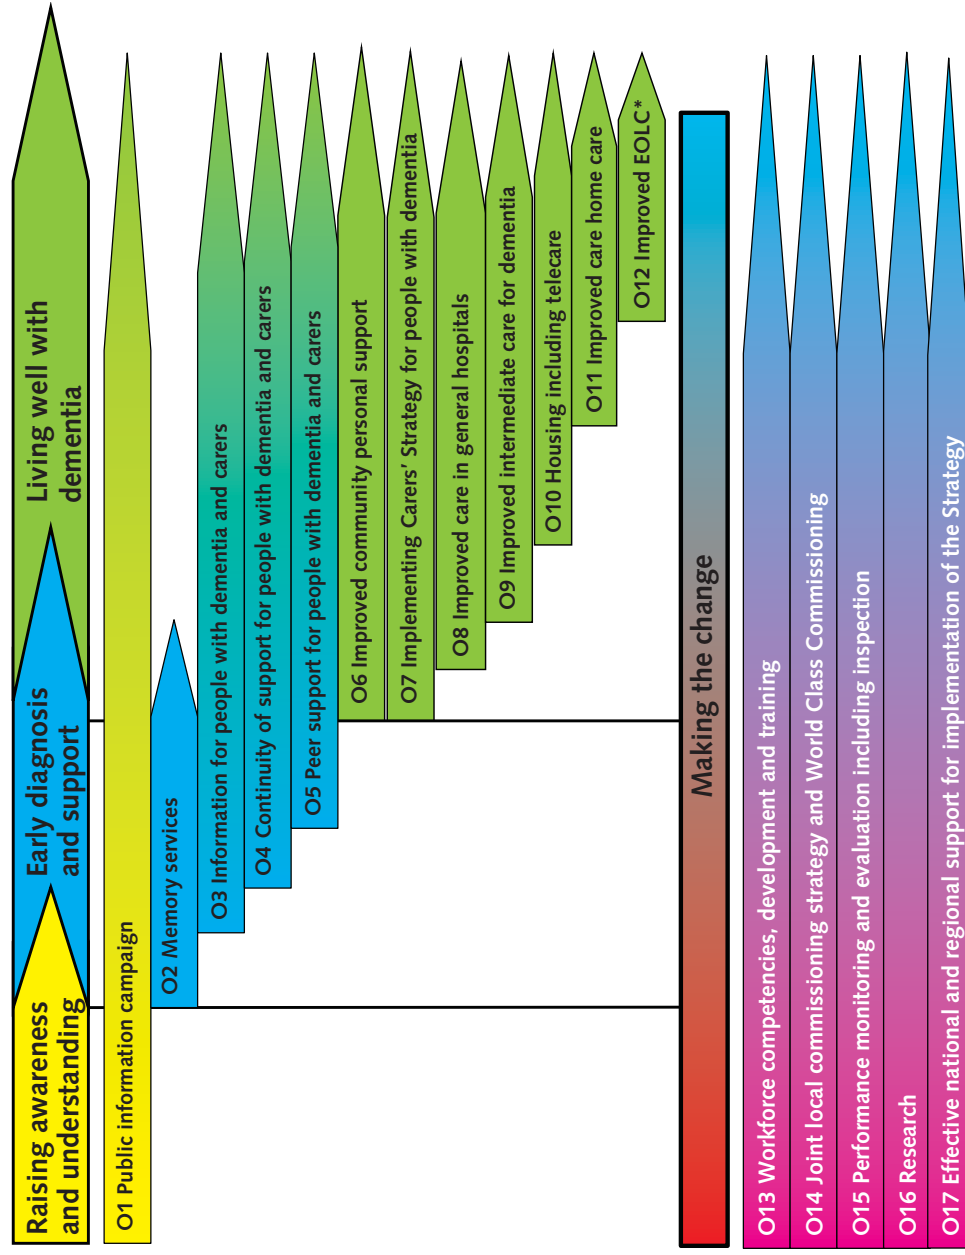 Raising awareness
and understanding
Early diagnosis
and support
Living well with
dementia
O1 Public information campaign
O2 Memory services
O3 Information for people with dementia and carers
O4 Continuity of support for people with dementia and carers
O5 Peer support for people with dementia and carers
O6 Improved community personal support
O7 Implementing Carers’ Strategy for people with dementia
O8 Improved care in general hospitals
O9 Improved intermediate care for dementia
O10 Housing including telecare
O11 Improved care home care
O12 Improved EOLC*
Making the change
O13 Workforce competencies, development and training
O14 Joint local commissioning strategy and World Class Commissioning
O15 Performance monitoring and evaluation including inspection
O16 Research
O17 Effective national and regional support for implementation of the Strategy